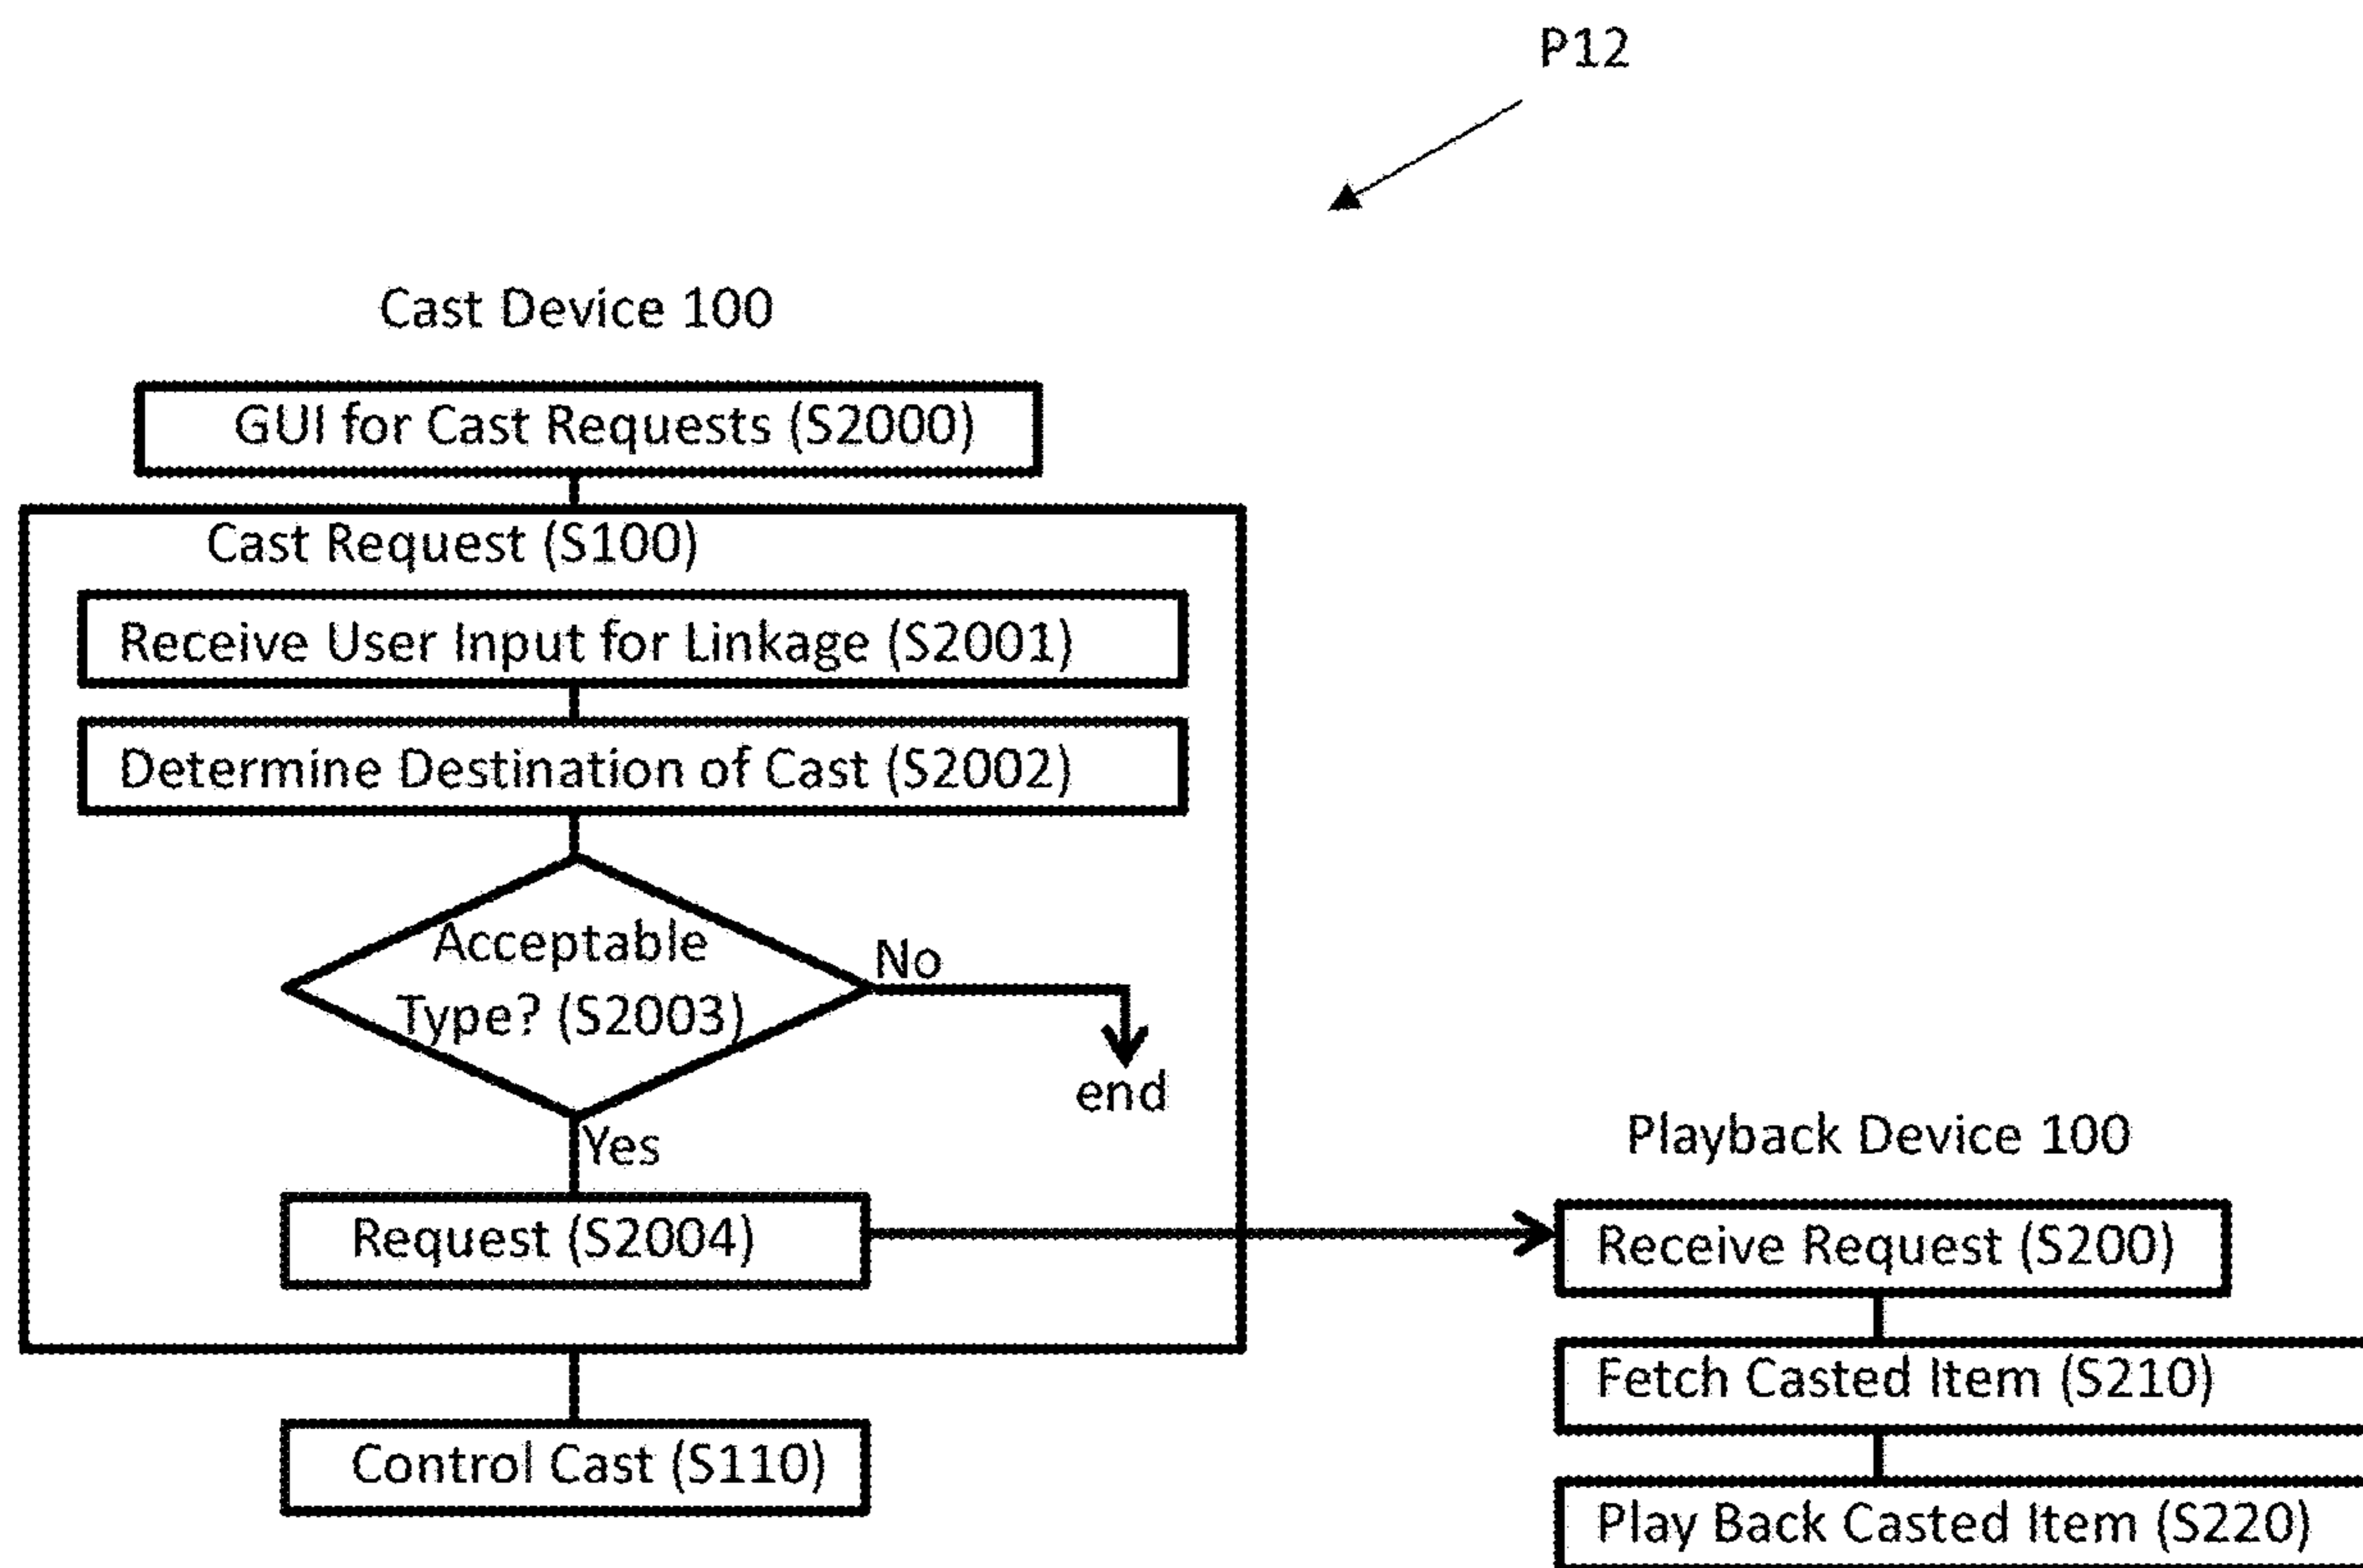 P12
Cast Device 100
GUI for Cast Requests (S2000)
Cast Request (S100)
Receive User Input for Linkage (S2001)
Determine Destination of Cast (S2002)
Acceptable
Type? (S2003)
No
end
Yes
Request (S2004)
Control Cast (S110)
Playback Device 100
Receive Request (S200)
Fetch Casted Item (S210)
Play Back Casted Item (S220)